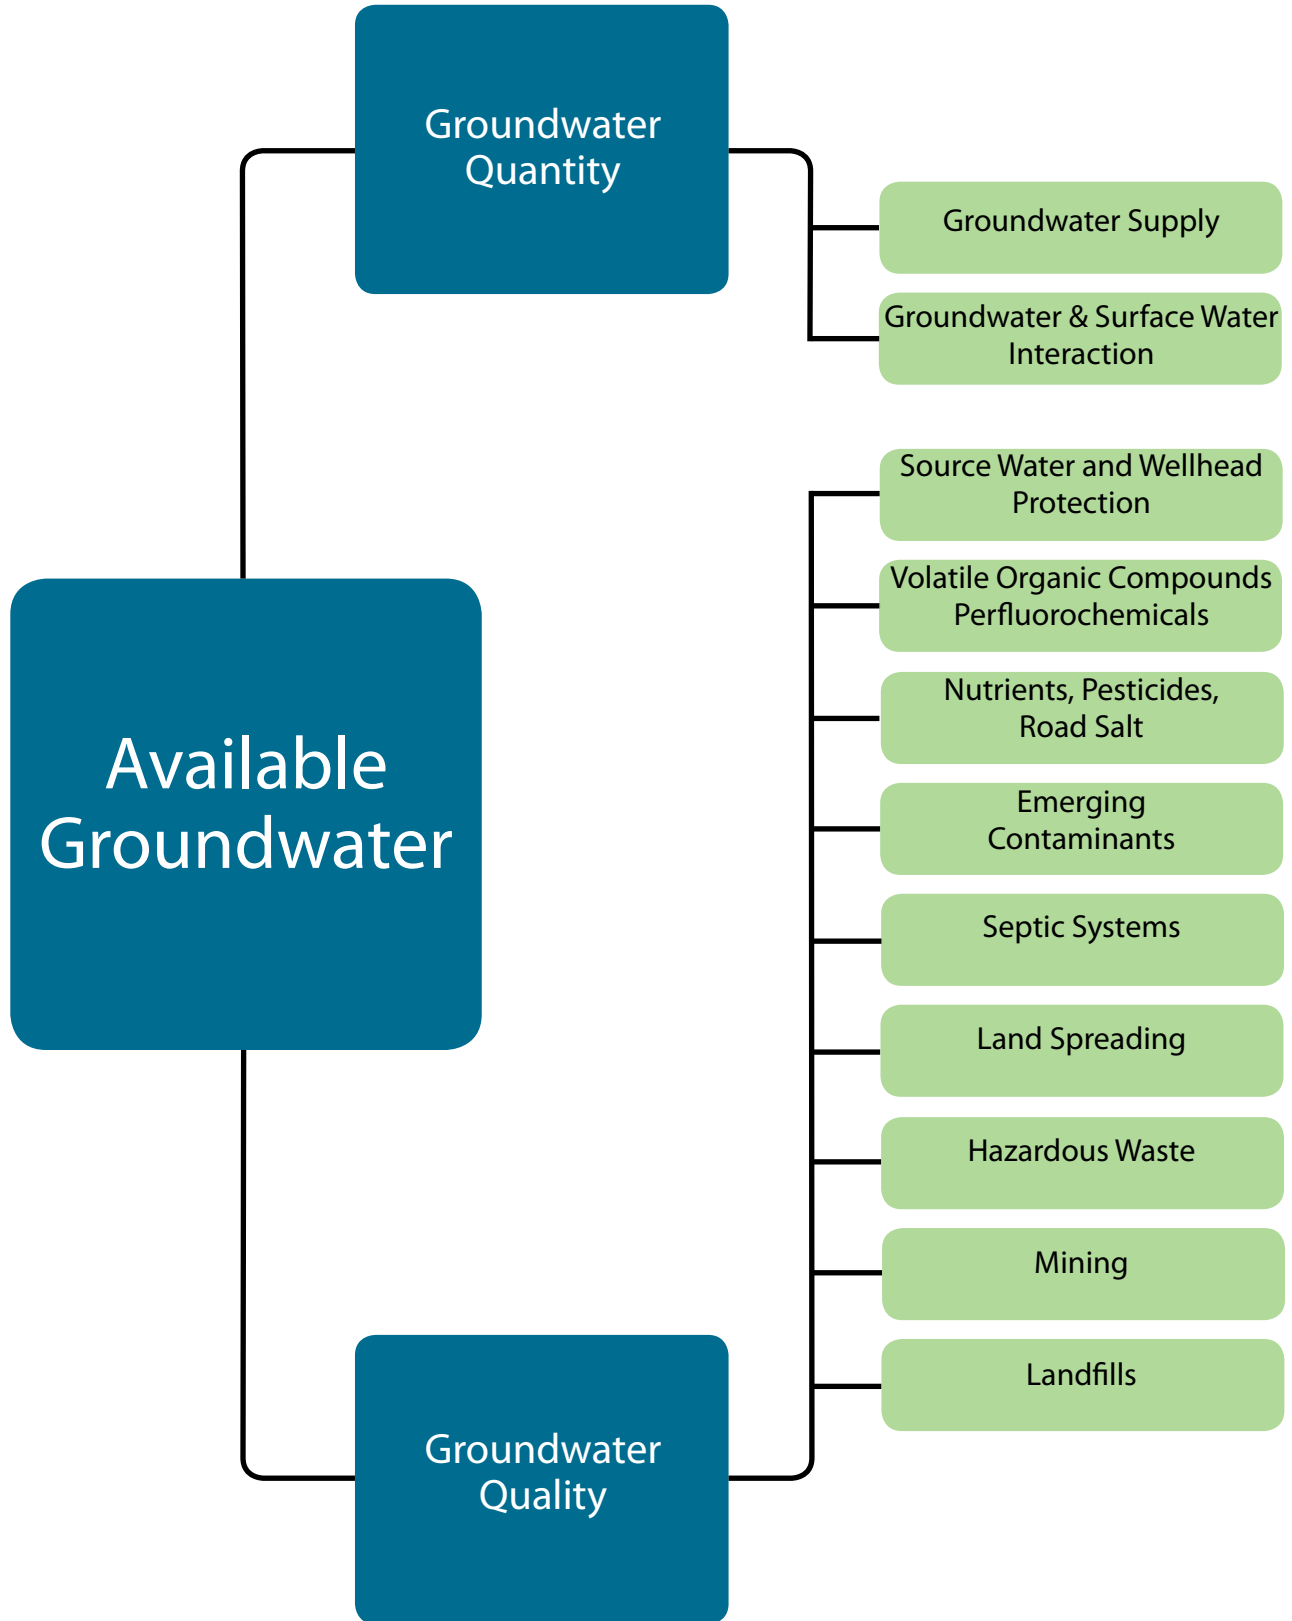 Groundwater
Quantity
Groundwater Supply
Groundwater & Surface Water
Interaction
Source Water and Wellhead
Protection
Volatile Organic Compounds
Perfluorochemicals
Nutrients, Pesticides,
Road Salt
Available
Groundwater
Emerging
Contaminants
Septic Systems
Land Spreading
Hazardous Waste
Mining
Landfills
Groundwater
Quality